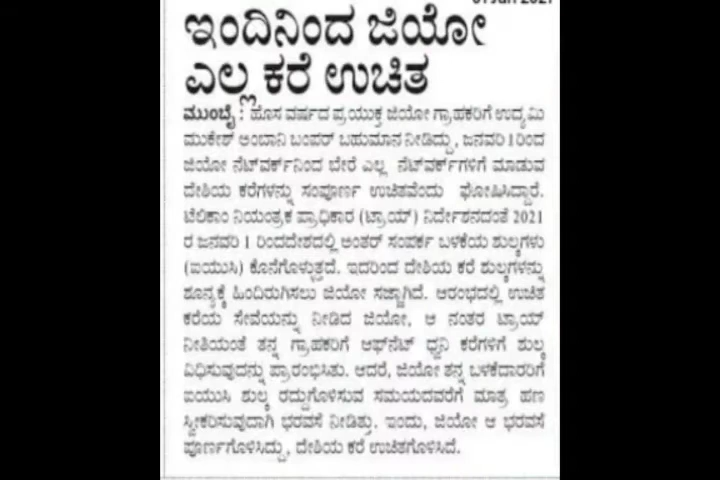 01 Jan 2021
ಇಂದಿನಿಂದ ಜಿಯೋ
ಎಲ್ಲ ಕರೆ ಉಚಿತ
ಮುಂಬೈ : ಹೊಸ ವರ್ಷದ ಪ್ರಯುಕ್ತ ಜಿಯೋ ಗ್ರಾಹಕರಿಗೆ ಉದ್ಯಮಿ
ಮುಕೇಶ್ ಅಂಬಾನಿ ಬಂಪರ್ ಬಹುಮಾನ ನೀಡಿದ್ದು, ಜನವರಿ 1ರಿಂದ
ಜಿಯೋ ನೆಟ್‌ವರ್ಕ್‌ನಿಂದ ಬೇರೆ ಎಲ್ಲ ನೆಟ್‌ವರ್ಕ್‌ಗಳಿಗೆ ಮಾಡುವ
ದೇಶಿಯ ಕರೆಗಳನ್ನು ಸಂಪೂರ್ಣ ಉಚಿತವೆಂದು ಘೋಷಿಸಿದ್ದಾರೆ.
ಟೆಲಿಕಾಂ ನಿಯಂತ್ರಕ ಪ್ರಾಧಿಕಾರ (ಟ್ರಾಯ್) ನಿರ್ದೇಶನದಂತೆ 2021
ರ ಜನವರಿ 1 ರಿಂದದೇಶದಲ್ಲಿ ಅಂತರ್ ಸಂಪರ್ಕ ಬಳಕೆಯ ಶುಲ್ಕಗಳು
(ಐಯುಸಿ) ಕೊನೆಗೊಳ್ಳುತ್ತದೆ. ಇದರಿಂದ ದೇಶಿಯ ಕರೆ ಶುಲ್ಕಗಳನ್ನು
ಶೂನ್ಯಕ್ಕೆ ಹಿಂದಿರುಗಿಸಲು ಜಿಯೋ ಸಜ್ಜಾಗಿದೆ. ಆರಂಭದಲ್ಲಿ ಉಚಿತ
ಕರೆಯ ಸೇವೆಯನ್ನು ನೀಡಿದ ಜಿಯೋ, ಆ ನಂತರ ಟ್ರಾಯ್
ನೀತಿಯಂತೆ ತನ್ನ ಗ್ರಾಹಕರಿಗೆ ಆಫ್‌ನೆಟ್ ಧ್ವನಿ ಕರೆಗಳಿಗೆ ಶುಲ್ಕ
ವಿಧಿಸುವುದನ್ನು ಪ್ರಾರಂಭಿಸಿತು. ಆದರೆ, ಜಿಯೋ ತನ್ನ ಬಳಕೆದಾರರಿಗೆ
ಐಯುಸಿ ಶುಲ್ಕ ರದ್ದುಗೊಳಿಸುವ ಸಮಯದವರೆಗೆ ಮಾತ್ರ ಹಣ
ಸ್ವೀಕರಿಸುವುದಾಗಿ ಭರವಸೆ ನೀಡಿತ್ತು. ಇಂದು, ಜಿಯೋ ಆ ಭರವಸೆ
ಪೂರ್ಣಗೊಳಿಸಿದ್ದು, ದೇಶಿಯ ಕರೆ ಉಚಿತಗೊಳಿಸಿದೆ.